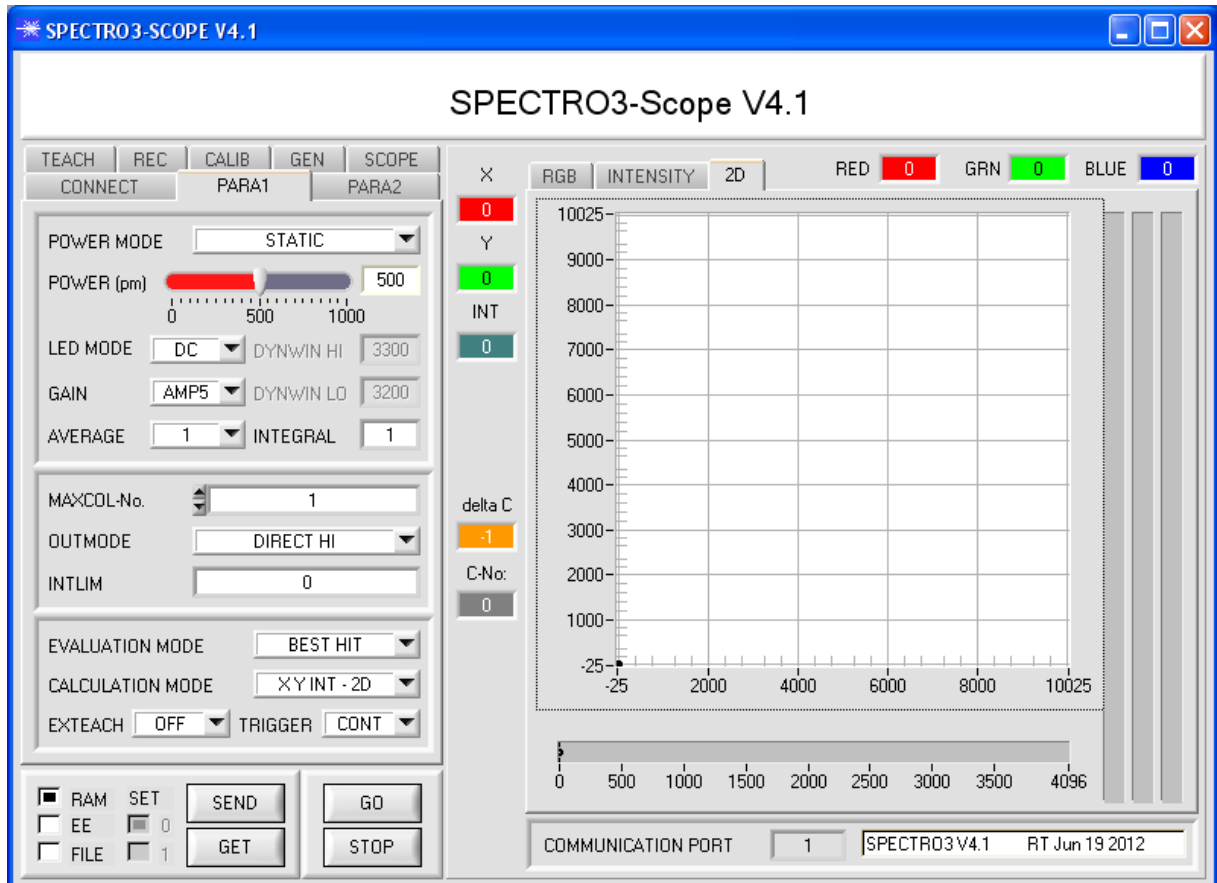 SPECTRO3-SCOPE V4.1
SPECTRO3-Scope V4.1
TEACH REC CALIB GEN SCOPE
CONNECT PARA1 PARA2
POWER MODE STATIC
POWER (pm) 500
0 500 1000
LED MODE DC DYNWIN HI 3300
GAIN AMP5 DYNWIN LO 3200
AVERAGE 1 INTEGRAL 1
MAXCOL-No. 1
OUTMODE DIRECT HI
INTLIM 0
EVALUATION MODE BEST HIT
CALCULATION MODE X Y INT - 2D
EXTEACH OFF TRIGGER CONT
RAM SET SEND GO
EE 0
FILE 1 GET STOP
X
0
Y
0
INT
0
delta C
-1
C-No:
0
RGB INTENSITY 2D RED 0 GRN 0 BLUE 0
10025
9000
8000
7000
6000
5000
4000
3000
2000
1000
-25
-25 2000 4000 6000 8000 10025
0 500 1000 1500 2000 2500 3000 3500 4096
COMMUNICATION PORT 1 SPECTRO3 V4.1 RT Jun 19 2012